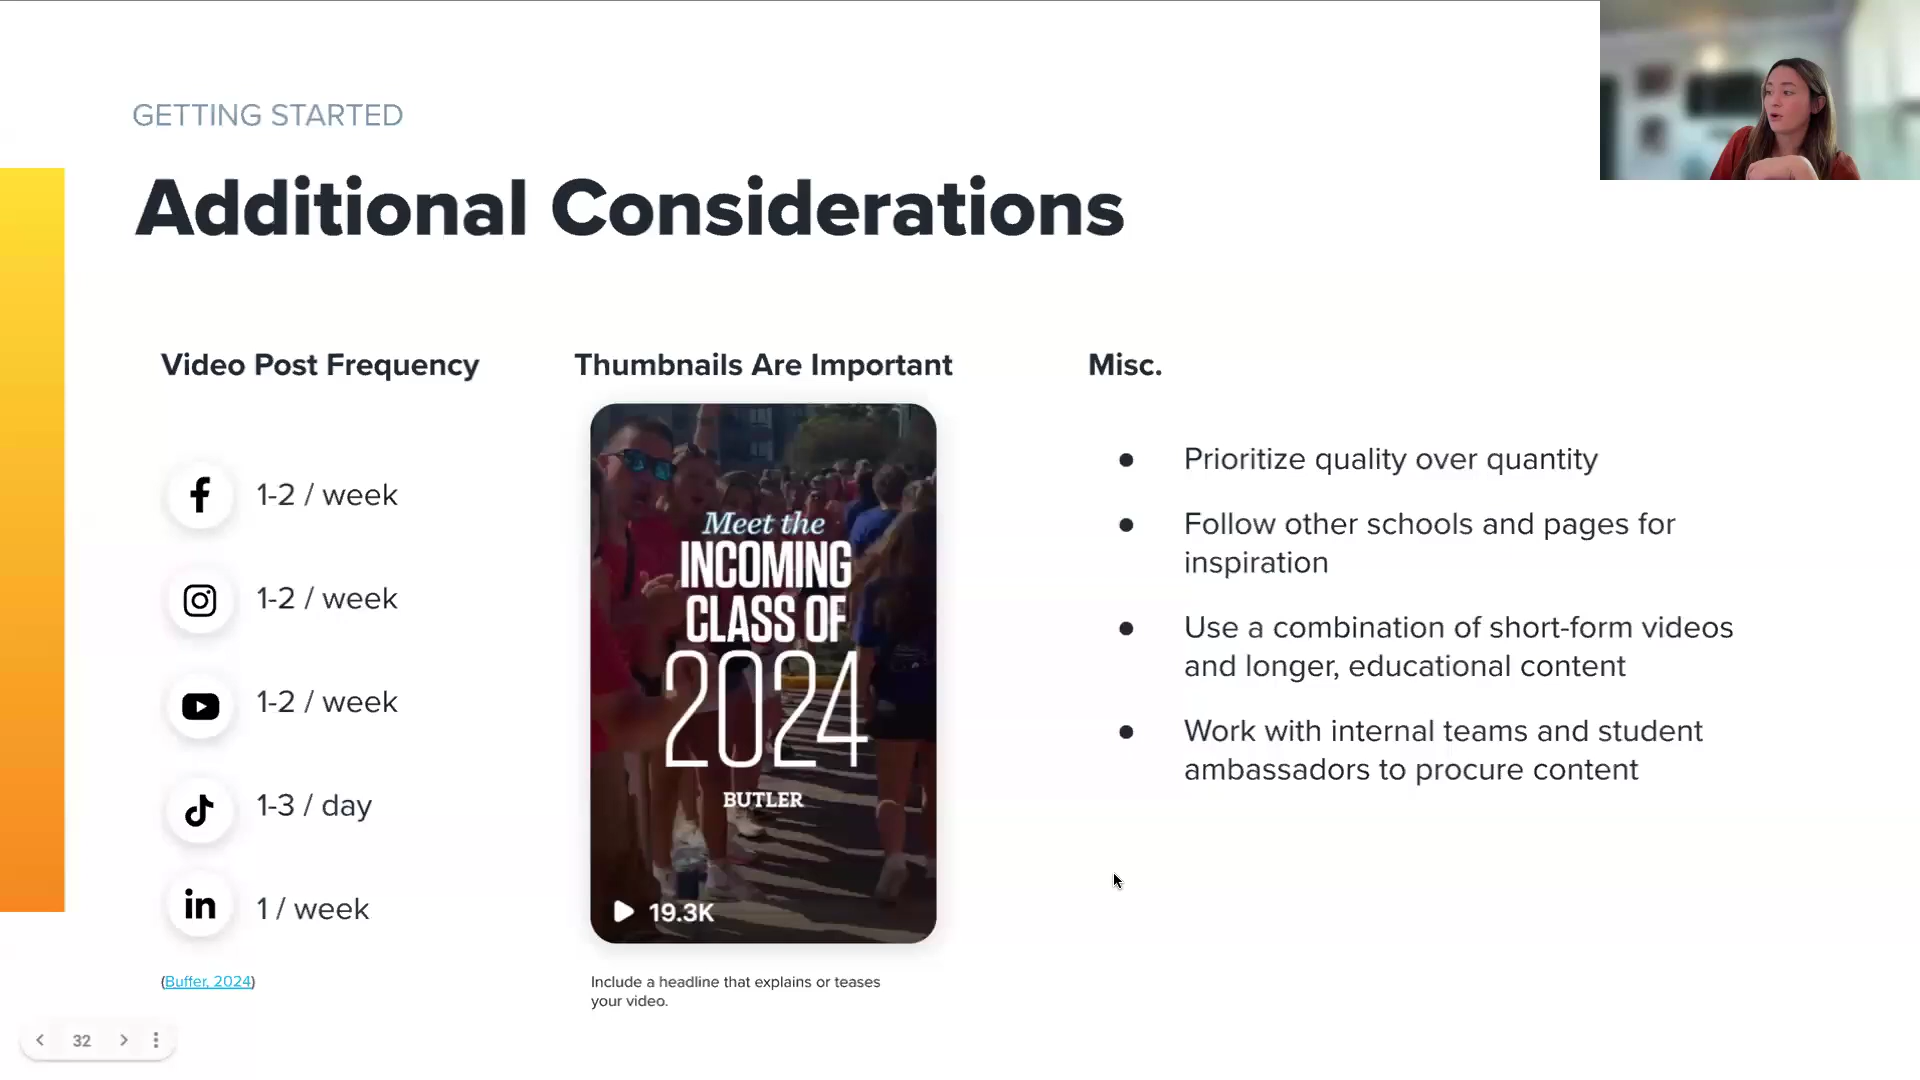 GETTING STARTED
Additional Considerations
Video Post Frequency
1-2 / week
1-2 / week
1-2 / week
1-3 / day
1 / week
(Buffer, 2024)
Thumbnails Are Important
Meet the
INCOMING
CLASS OF
2024
BUTLER
19.3K
Include a headline that explains or teases
your video.
Misc.
● Prioritize quality over quantity
● Follow other schools and pages for
inspiration
● Use a combination of short-form videos
and longer, educational content
● Work with internal teams and student
ambassadors to procure content
32